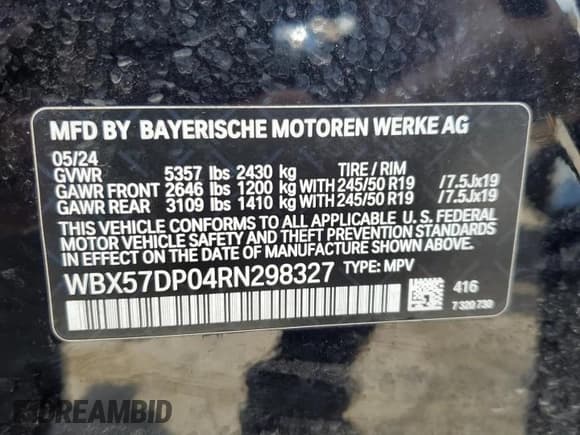 MFD BY BAYERISCHE MOTOREN WERKE AG
05/24
GVWR 5357 lbs 2430 kg TIRE / RIM
GAWR FRONT 2646 lbs 1200 kg WITH 245/50 R19 / 7.5Jx19
GAWR REAR 3109 lbs 1410 kg WITH 245/50 R19 / 7.5Jx19
THIS VEHICLE CONFORMS TO ALL APPLICABLE U. S. FEDERAL
MOTOR VEHICLE SAFETY AND THEFT PREVENTION STANDARDS
IN EFFECT ON THE DATE OF MANUFACTURE SHOWN ABOVE.
WBX57DP04RN298327 TYPE: MPV
416
7 320 730
DREAMBID